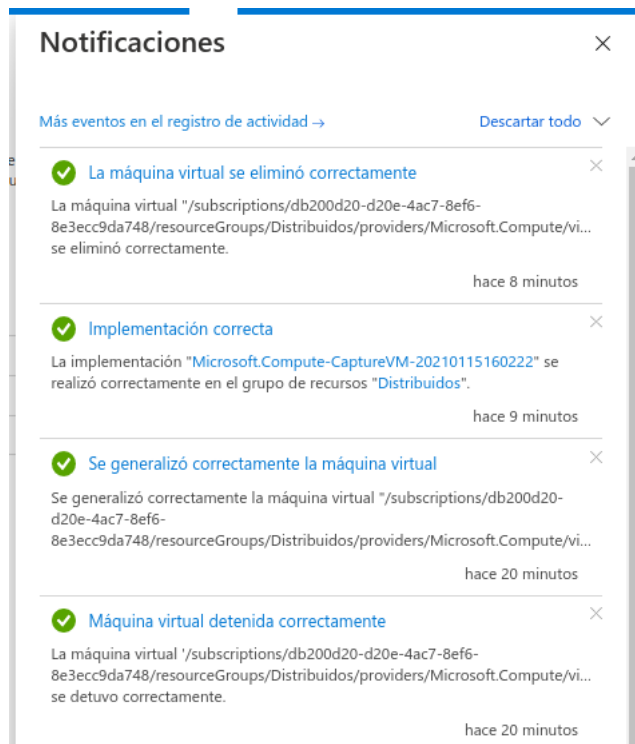 Notificaciones
Más eventos en el registro de actividad → Descartar todo
La máquina virtual se eliminó correctamente
La máquina virtual "/subscriptions/db200d20-d20e-4ac7-8ef6-
8e3ecc9da748/resourceGroups/Distribuidos/providers/Microsoft.Compute/vi...
se eliminó correctamente.
hace 8 minutos
Implementación correcta
La implementación "Microsoft.Compute-CaptureVM-20210115160222" se
realizó correctamente en el grupo de recursos "Distribuidos".
hace 9 minutos
Se generalizó correctamente la máquina virtual
Se generalizó correctamente la máquina virtual "/subscriptions/db200d20-
d20e-4ac7-8ef6-
8e3ecc9da748/resourceGroups/Distribuidos/providers/Microsoft.Compute/vi...
hace 20 minutos
Máquina virtual detenida correctamente
La máquina virtual '/subscriptions/db200d20-d20e-4ac7-8ef6-
8e3ecc9da748/resourceGroups/Distribuidos/providers/Microsoft.Compute/vi...
se detuvo correctamente.
hace 20 minutos